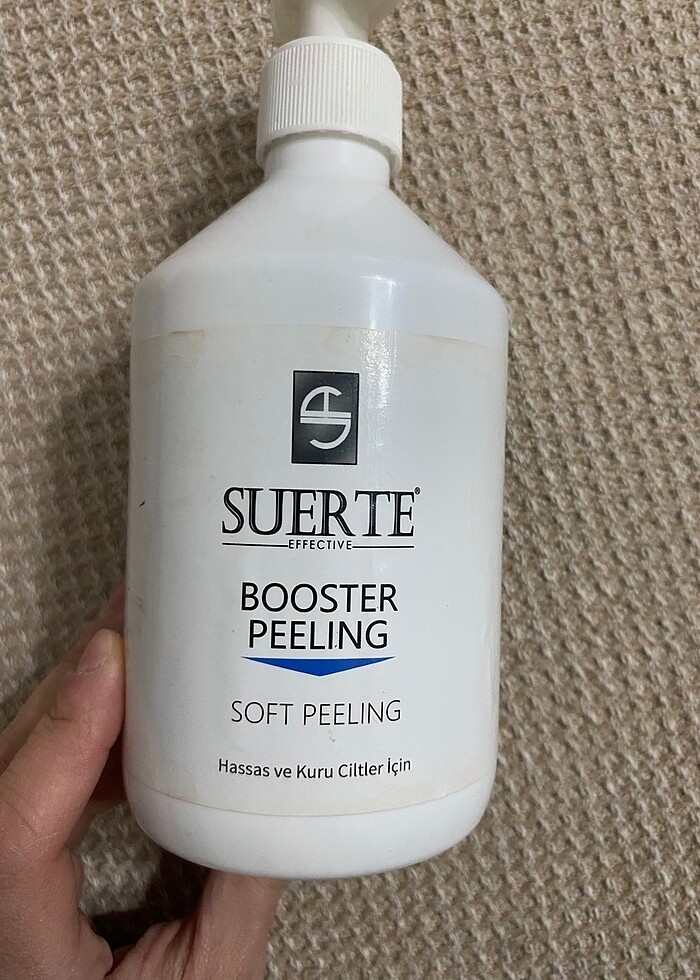 SUERTE®
EFFECTIVE
BOOSTER
PEELING
SOFT PEELING
Hassas ve Kuru Ciltler İçin